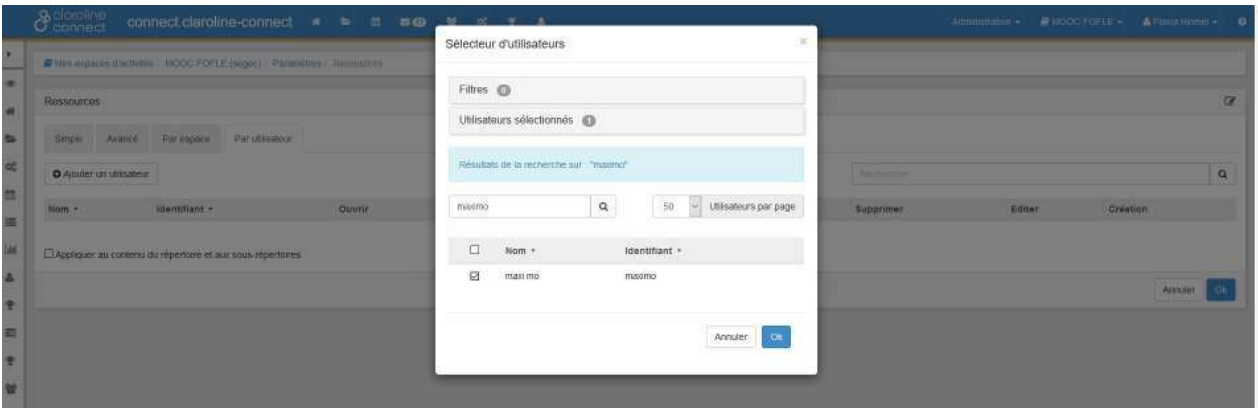 claroline
connect
connect.claroline-connect
Administration
MOOC FOFLE
Mes espaces d'activités / MOOC FOFLE (segec) / Paramètres / Ressources
Ressources
Simple Avancé Par espace Par utilisateur
Ajouter un utilisateur
Rechercher
Nom Identifiant Ouvrir Supprimer Editer Création
Appliquer au contenu du répertoire et aux sous-répertoires
Annuler Ok
Sélecteur d'utilisateurs
×
Filtres 0
Utilisateurs sélectionnés 1
Résultats de la recherche sur : "maximo"
maximo
50 Utilisateurs par page
Nom Identifiant
maxi mo maximo
Annuler Ok